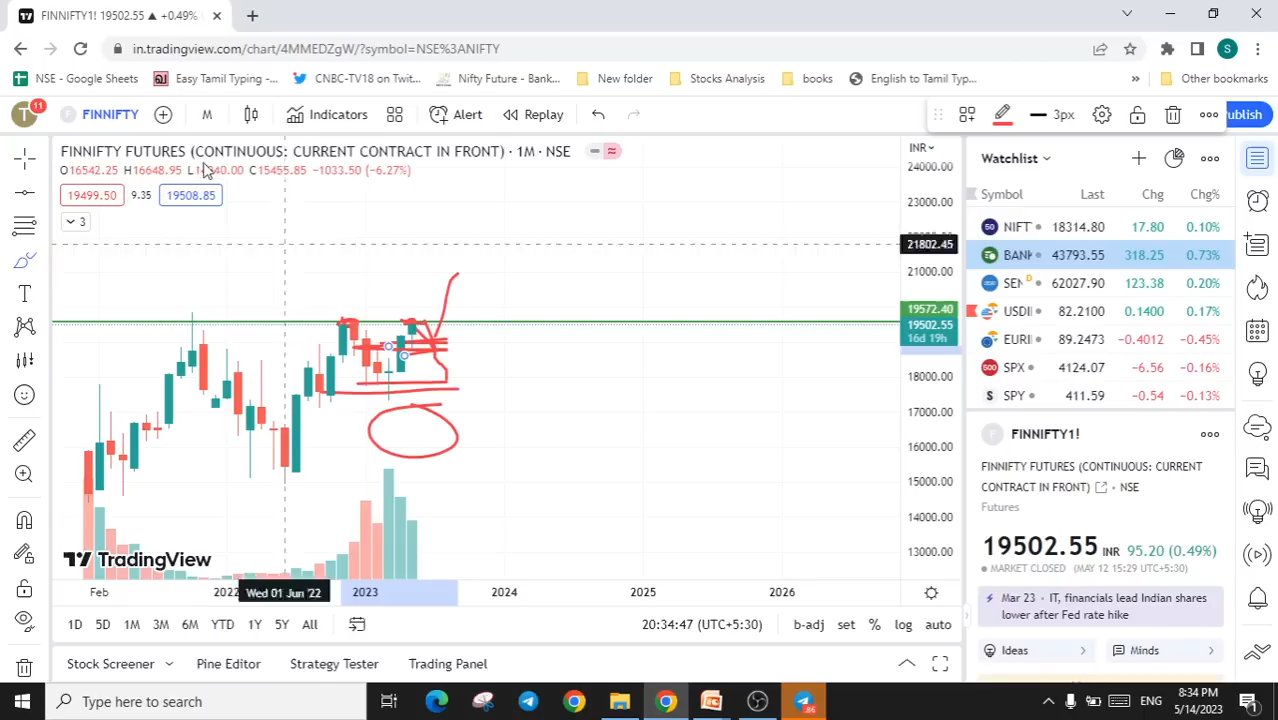 FINNIFTY1! 19502.55 ▲ +0.49% Unnam
in.tradingview.com/chart/4MMEDZgW/?symbol=NSE%3ANIFTY
S
NSE - Google Sheets Easy Tamil Typing -... CNBC-TV18 on Twit... Nifty Future - Bank... New folder Stocks Analysis books English to Tamil Typ... » Other bookmarks
T 11 FINNIFTY M Indicators Alert Replay 3px ublish
FINNIFTY FUTURES (CONTINUOUS: CURRENT CONTRACT IN FRONT) · 1M · NSE
O16542.25 H16648.95 C15455.85 −1033.50 (−6.27%)
19499.50 9.35 19508.85
3
INR
24000.00
23000.00
21802.45
21000.00
19572.40
19502.55
16d 19h
18000.00
17000.00
16000.00
15000.00
14000.00
13000.00
TradingView
Feb 2022 Wed 01 Jun '22 2023 2024 2025 2026
1D 5D 1M 3M 6M YTD 1Y 5Y All 20:34:47 (UTC+5:30) b-adj set % log auto
Stock Screener Pine Editor Strategy Tester Trading Panel
Watchlist
Symbol Last Chg Chg%
50 NIFT 18314.80 17.80 0.10%
BANK 43793.55 318.25 0.73%
SEN D 62027.90 123.38 0.20%
USDI 82.2100 0.1400 0.17%
EURI 89.2473 −0.4012 −0.45%
500 SPX 4124.07 −6.56 −0.16%
$ SPY 411.59 −0.54 −0.13%
F FINNIFTY1!
FINNIFTY FUTURES (CONTINUOUS: CURRENT
CONTRACT IN FRONT) · NSE
Futures
19502.55 INR 95.20 (0.49%)
MARKET CLOSED (MAY 12 15:29 UTC+5:30)
Mar 23 · IT, financials lead Indian shares
lower after Fed rate hike
Ideas Minds
Type here to search
86
ENG
8:34 PM
5/14/2023
1